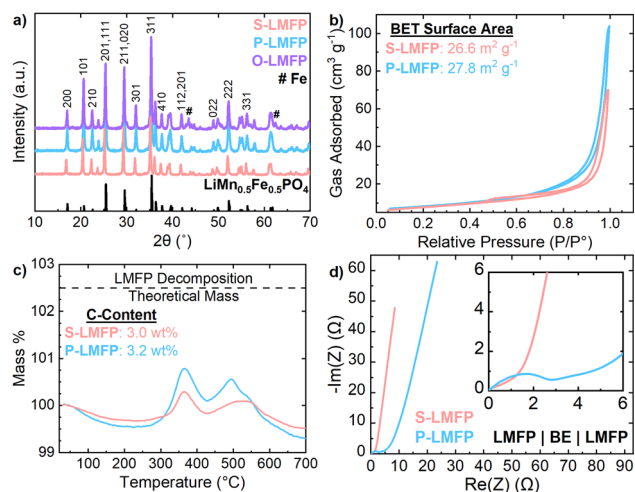 a)
S-LMFP
P-LMFP
O-LMFP
# Fe
200
101
210
201,111
211,020
301
311
410
112,201
#
022
222
331
#
LiMn0.5Fe0.5PO4
Intensity (a.u.)
10 20 30 40 50 60 70
2θ (°)
b)
BET Surface Area
S-LMFP: 26.6 m² g⁻¹
P-LMFP: 27.8 m² g⁻¹
Gas Adsorbed (cm³ g⁻¹)
100
80
60
40
20
0
0.0 0.2 0.4 0.6 0.8 1.0
Relative Pressure (P/P°)
c)
LMFP Decomposition
Theoretical Mass
C-Content
S-LMFP: 3.0 wt%
P-LMFP: 3.2 wt%
Mass %
103
102
101
100
99
100 200 300 400 500 600 700
Temperature (°C)
d)
-Im(Z) (Ω)
-60
-50
-40
-30
-20
-10
0
0 10 20 30 40 50 60 70 80 90
Re(Z) (Ω)
6
4
2
0
0 2 4 6
S-LMFP
P-LMFP
LMFP | BE | LMFP